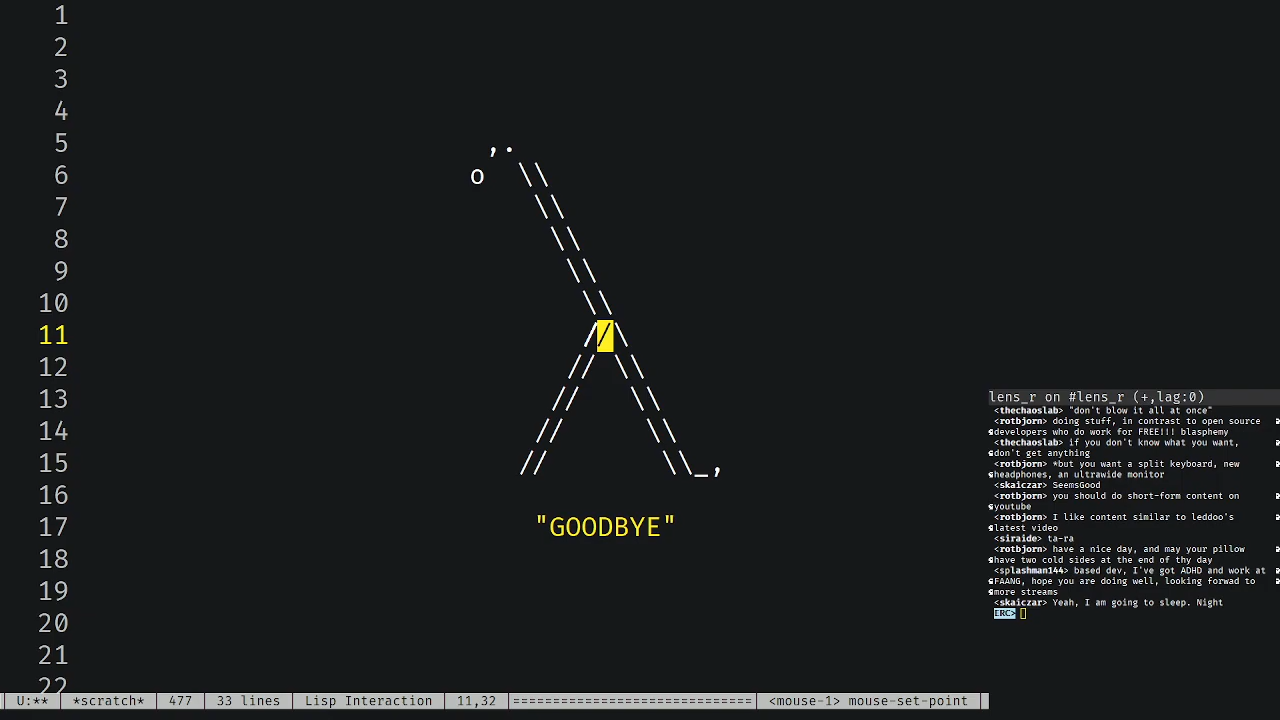 1
2
3
4
5 ,.
6 o \\
7 \\
8 \\
9 \\
10 \\
11 //\
12 // \\
13 // \\
14 // \\
15 // \\_,
16
17 "GOODBYE"
18
19
20
21
22
lens_r on #lens_r (+,lag:0)
<thechaoslab> "don't blow it all at once"
<rotbjorn> doing stuff, in contrast to open source
developers who do work for FREE!!! blasphemy
<thechaoslab> if you don't know what you want,
don't get anything
<rotbjorn> *but you want a split keyboard, new
headphones, an ultrawide monitor
<skaiczar> SeemsGood
<rotbjorn> you should do short-form content on
youtube
<rotbjorn> I like content similar to leddoo's
latest video
<siraide> ta-ra
<rotbjorn> have a nice day, and may your pillow
have two cold sides at the end of thy day
<splashman144> based dev, I've got ADHD and work at
FAANG, hope you are doing well, looking forwad to
more streams
<skaiczar> Yeah, I am going to sleep. Night
ERC>
U:** *scratch* 477 33 lines Lisp Interaction 11,32 ============================== <mouse-1> mouse-set-point